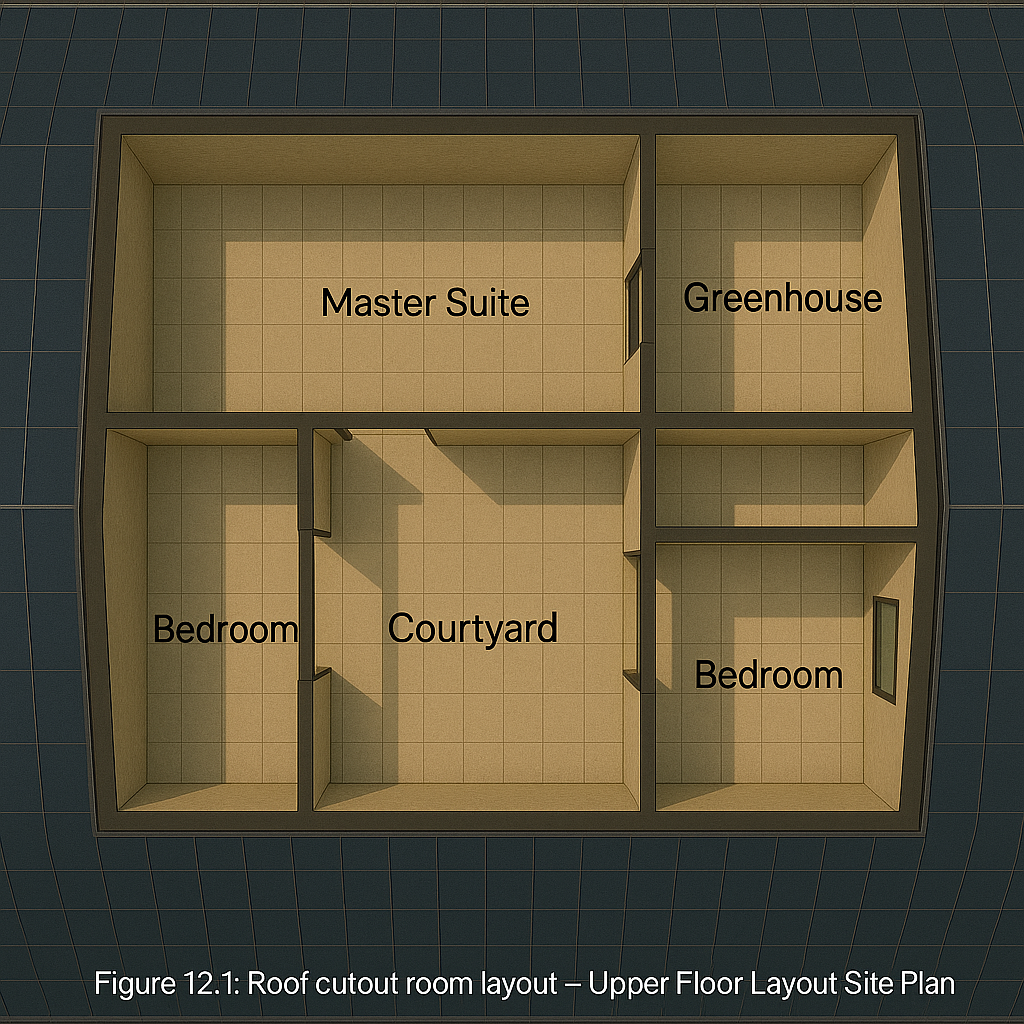 Master Suite
Greenhouse
Bedroom
Courtyard
Bedroom
Figure 12.1: Roof cutout room layout – Upper Floor Layout Site Plan